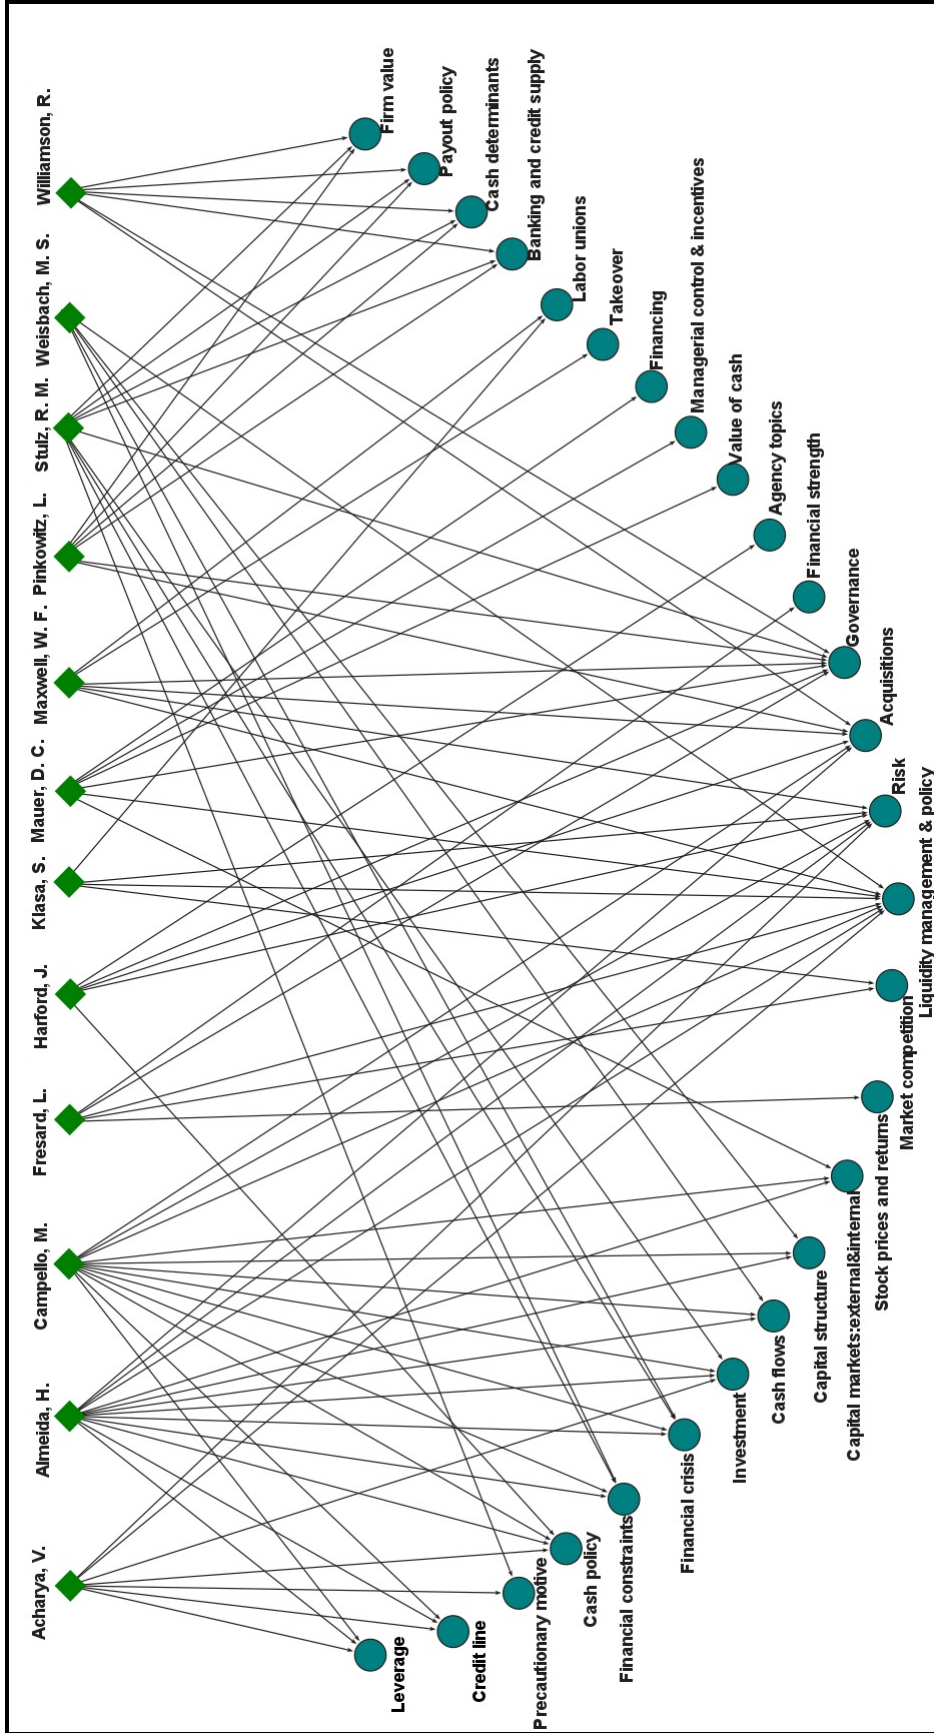 Acharya, V.
Almeida, H.
Campello, M.
Fresard, L.
Harford, J.
Klasa, S.
Mauer, D. C.
Maxwell, W. F.
Pinkowitz, L.
Stulz, R. M.
Weisbach, M. S.
Williamson, R.
Leverage
Credit line
Precautionary motive
Cash policy
Financial constraints
Financial crisis
Investment
Cash flows
Capital structure
Capital markets:external&internal
Stock prices and returns
Market competition
Liquidity management & policy
Risk
Acquisitions
Governance
Financial strength
Agency topics
Value of cash
Managerial control & incentives
Financing
Takeover
Labor unions
Banking and credit supply
Cash determinants
Payout policy
Firm value